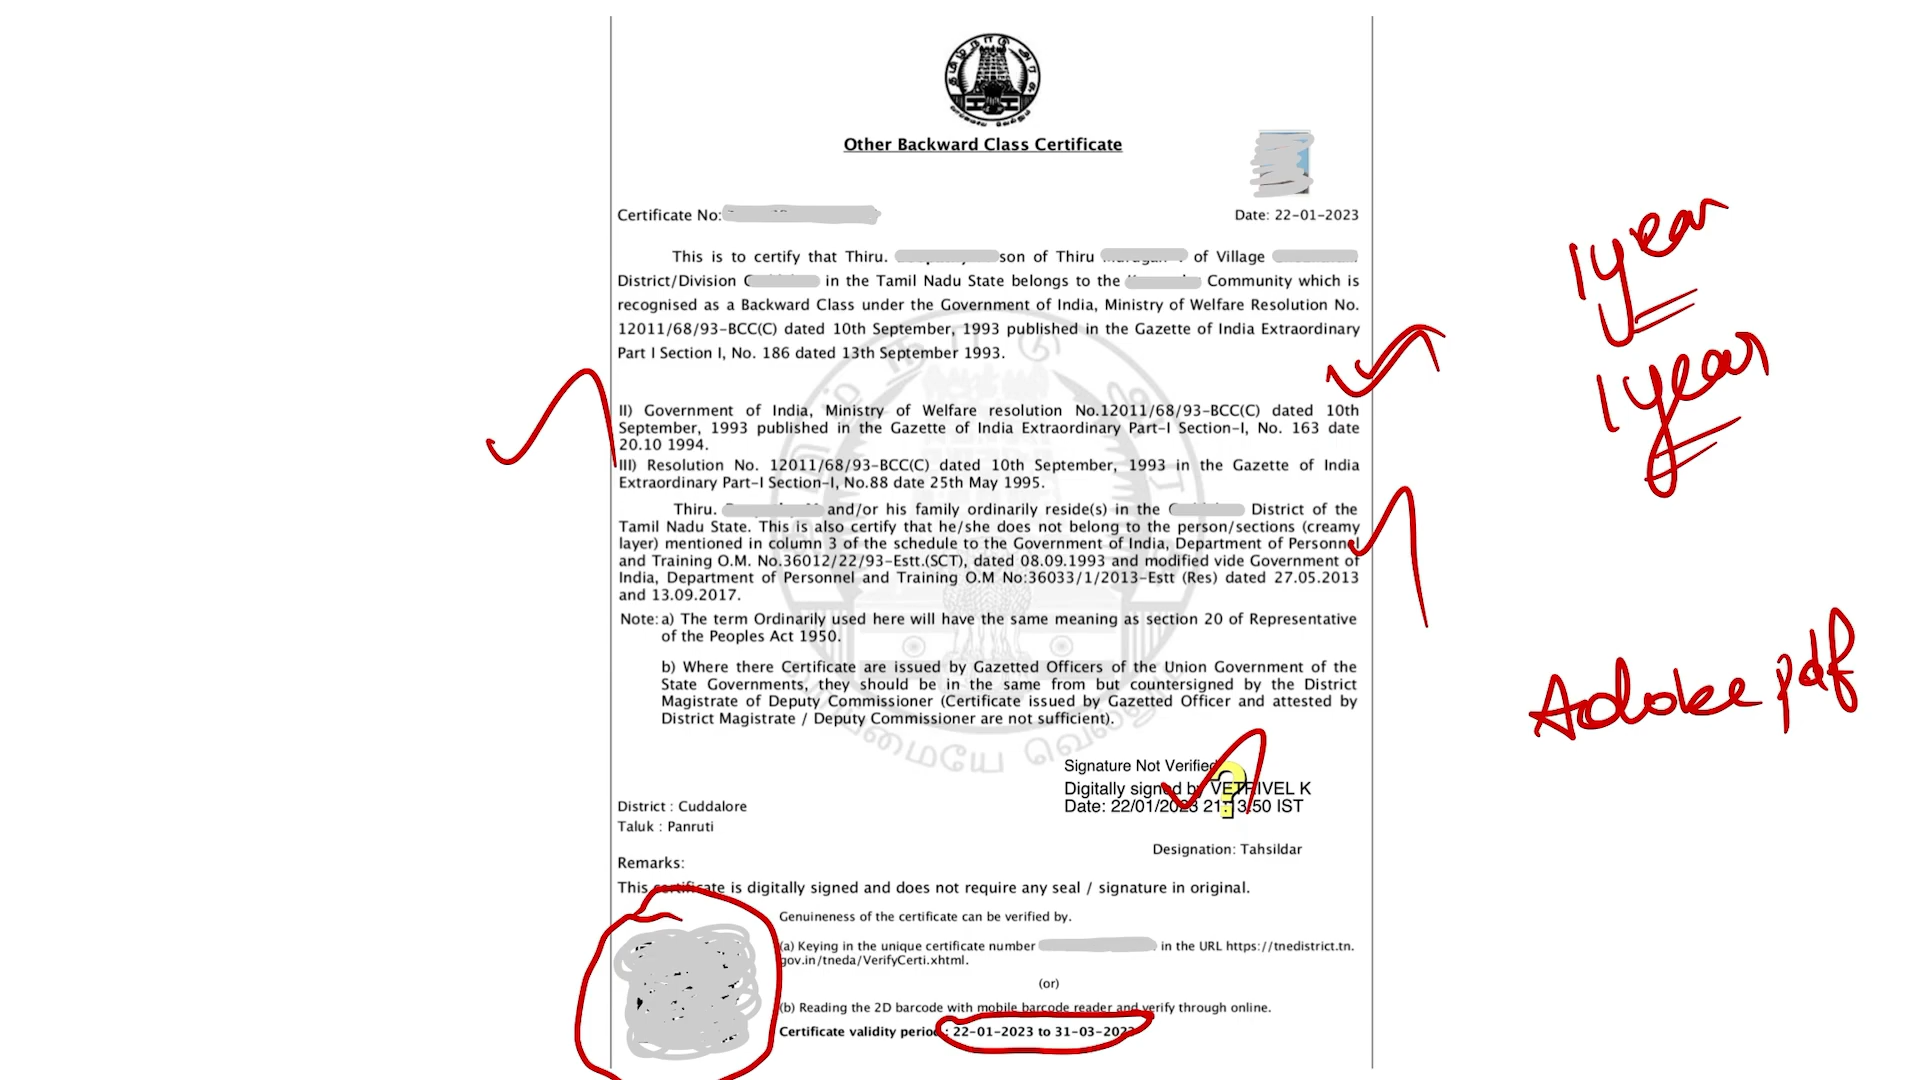 Other Backward Class Certificate
Certificate No:
Date: 22-01-2023
This is to certify that Thiru. son of Thiru of Village
District/Division in the Tamil Nadu State belongs to the Community which is
recognised as a Backward Class under the Government of India, Ministry of Welfare Resolution No.
12011/68/93-BCC(C) dated 10th September, 1993 published in the Gazette of India Extraordinary
Part I Section I, No. 186 dated 13th September 1993.
II) Government of India, Ministry of Welfare resolution No.12011/68/93-BCC(C) dated 10th
September, 1993 published in the Gazette of India Extraordinary Part-I Section-I, No. 163 date
20.10 1994.
III) Resolution No. 12011/68/93-BCC(C) dated 10th September, 1993 in the Gazette of India
Extraordinary Part-I Section-I, No.88 date 25th May 1995.
Thiru. and/or his family ordinarily reside(s) in the District of the
Tamil Nadu State. This is also certify that he/she does not belong to the person/sections (creamy
layer) mentioned in column 3 of the schedule to the Government of India, Department of Personnel
and Training O.M. No.36012/22/93-Estt.(SCT), dated 08.09.1993 and modified vide Government of
India, Department of Personnel and Training O.M No:36033/1/2013-Estt (Res) dated 27.05.2013
and 13.09.2017.
Note: a) The term Ordinarily used here will have the same meaning as section 20 of Representative
of the Peoples Act 1950.
b) Where there Certificate are issued by Gazetted Officers of the Union Government of the
State Governments, they should be in the same from but countersigned by the District
Magistrate of Deputy Commissioner (Certificate issued by Gazetted Officer and attested by
District Magistrate / Deputy Commissioner are not sufficient).
Signature Not Verified
Digitally signed by VETRIVEL K
Date: 22/01/2023 21:13:50 IST
District : Cuddalore
Taluk : Panruti
Designation: Tahsildar
Remarks:
This certificate is digitally signed and does not require any seal / signature in original.
Genuineness of the certificate can be verified by.
(a) Keying in the unique certificate number in the URL https://tnedistrict.tn.
gov.in/tneda/VerifyCerti.xhtml.
(or)
(b) Reading the 2D barcode with mobile barcode reader and verify through online.
Certificate validity period : 22-01-2023 to 31-03-2023
1 year
1 year
Adobe pdf